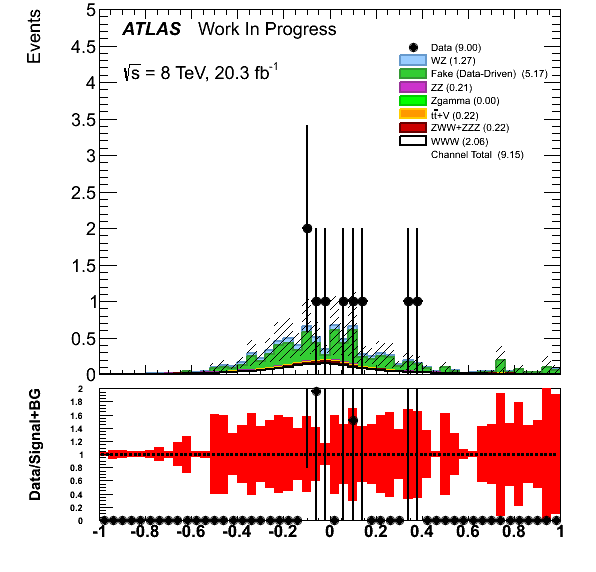 Events
5
4.5
4
3.5
3
2.5
2
1.5
1
0.5
0
ATLAS Work In Progress
√s = 8 TeV, 20.3 fb-1
Data (9.00)
WZ (1.27)
Fake (Data-Driven) (5.17)
ZZ (0.21)
Zgamma (0.00)
tt̄+V (0.22)
ZWW+ZZZ (0.22)
WWW (2.06)
Channel Total (9.15)
Data/Signal+BG
2
1.8
1.6
1.4
1.2
1
0.8
0.6
0.4
0.2
0
-1 -0.8 -0.6 -0.4 -0.2 0 0.2 0.4 0.6 0.8 1